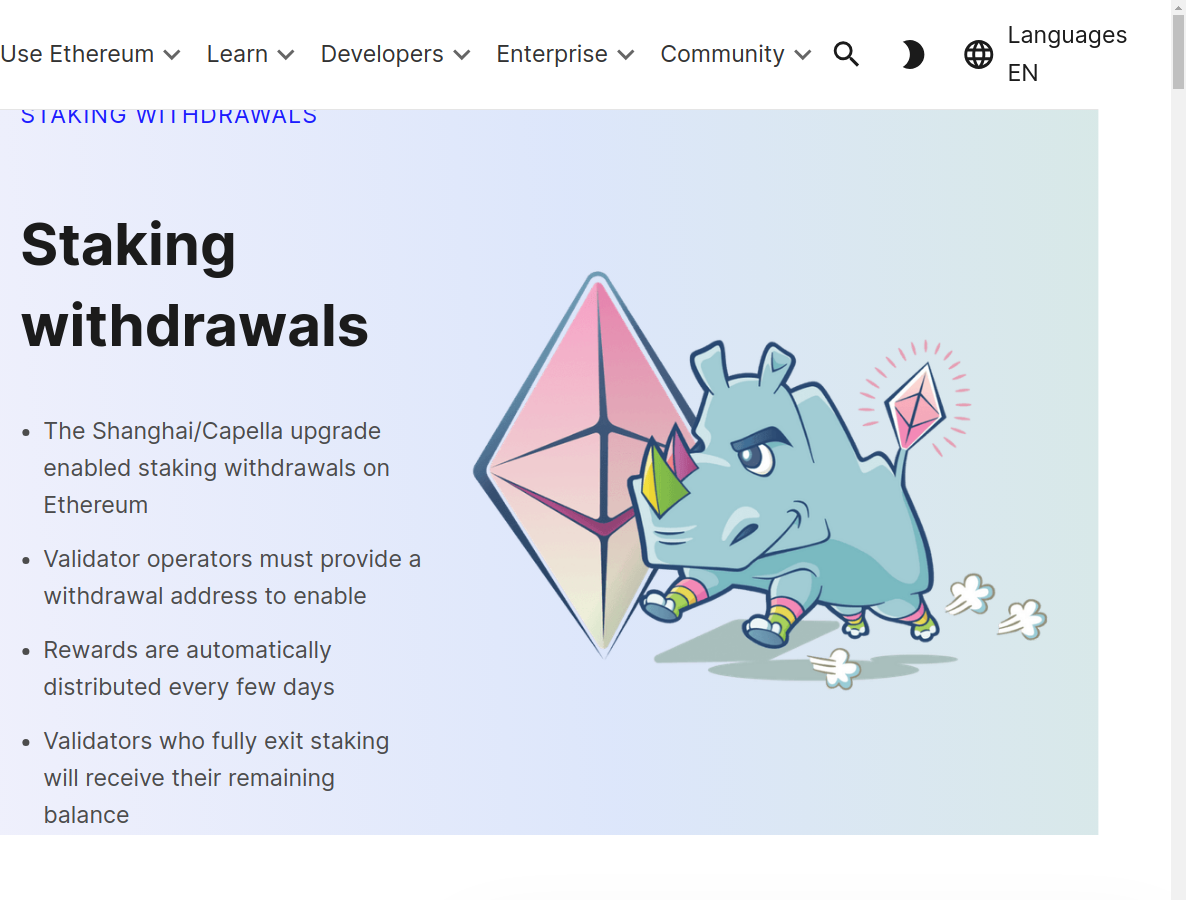 Use Ethereum Learn Developers Enterprise Community Languages EN
STAKING WITHDRAWALS
Staking
withdrawals
• The Shanghai/Capella upgrade
enabled staking withdrawals on
Ethereum
• Validator operators must provide a
withdrawal address to enable
• Rewards are automatically
distributed every few days
• Validators who fully exit staking
will receive their remaining
balance